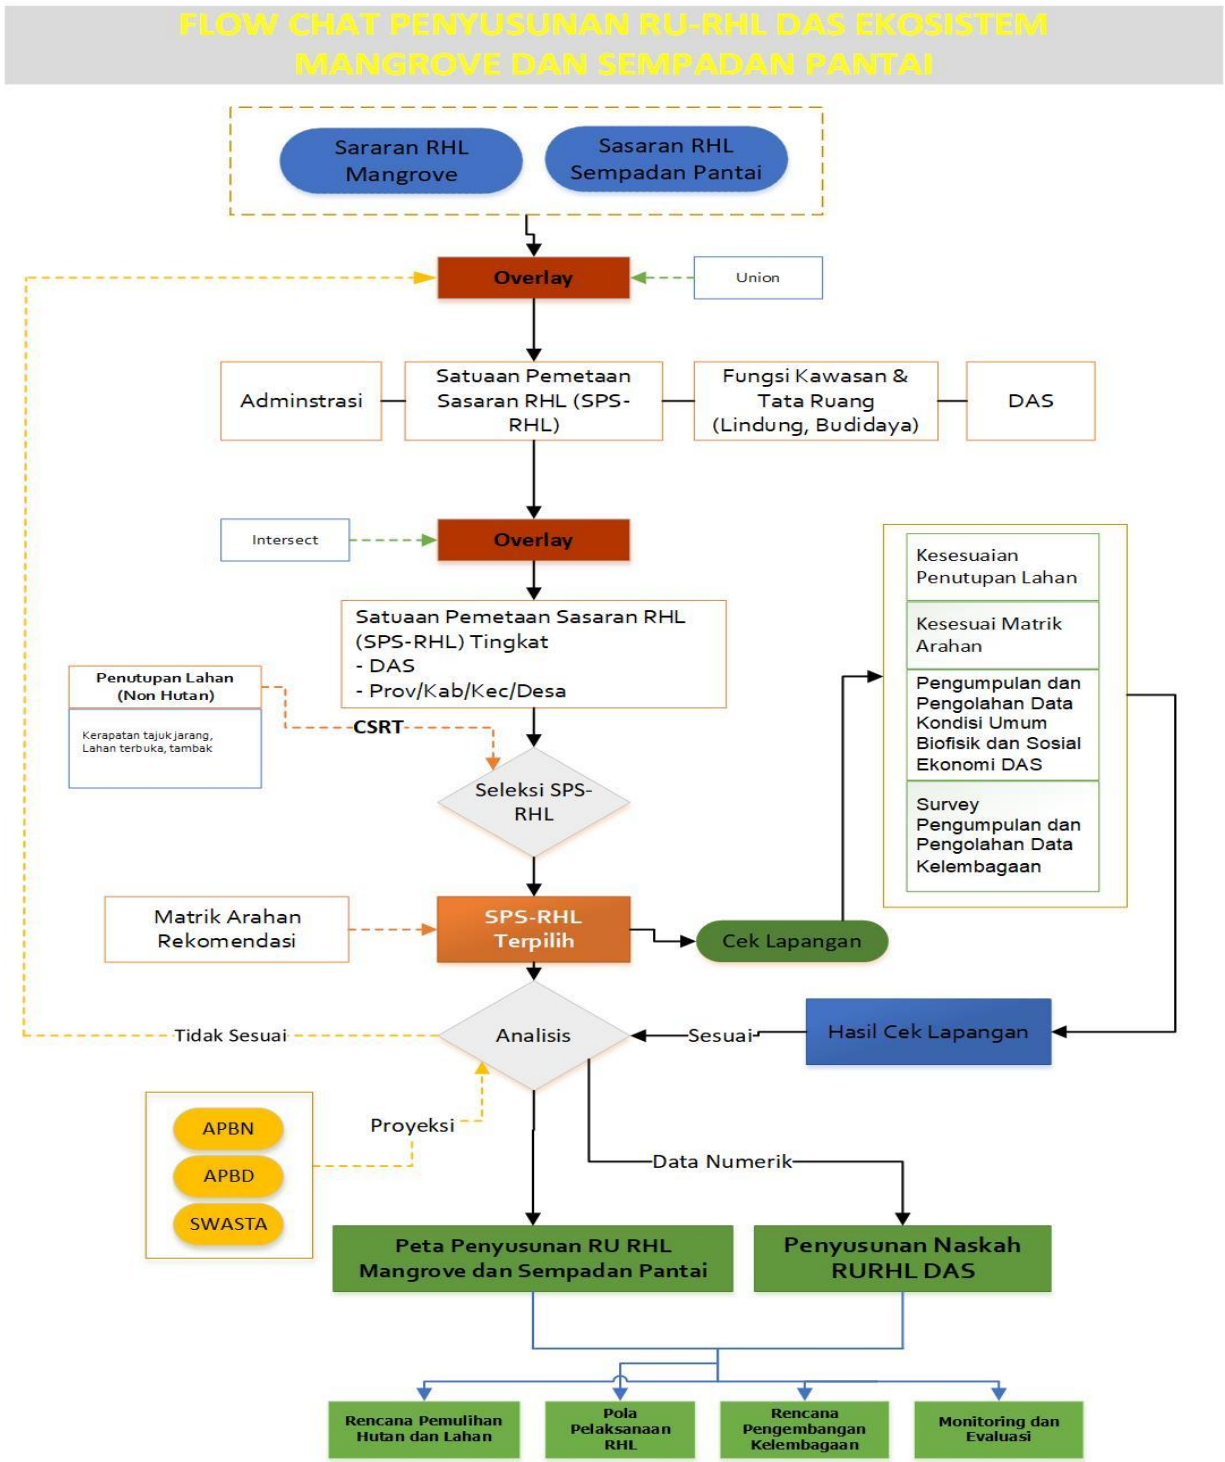 FLOW CHAT PENYUSUNAN RU-RHL DAS EKOSISTEM
MANGROVE DAN SEMPADAN PANTAI
Sararan RHL
Mangrove
Sasaran RHL
Sempadan Pantai
Overlay
Union
Adminstrasi
Satuaan Pemetaan
Sasaran RHL (SPS-
RHL)
Fungsi Kawasan &
Tata Ruang
(Lindung, Budidaya)
DAS
Intersect
Overlay
Kesesuaian
Penutupan Lahan
Kesesuai Matrik
Arahan
Pengumpulan dan
Pengolahan Data
Kondisi Umum
Biofisik dan Sosial
Ekonomi DAS
Survey
Pengumpulan dan
Pengolahan Data
Kelembagaan
Satuaan Pemetaan Sasaran RHL
(SPS-RHL) Tingkat
- DAS
- Prov/Kab/Kec/Desa
Penutupan Lahan
(Non Hutan)
Kerapatan tajuk jarang,
Lahan terbuka, tambak
CSRT
Seleksi SPS-
RHL
Matrik Arahan
Rekomendasi
SPS-RHL
Terpilih
Cek Lapangan
Tidak Sesuai
Analisis
Sesuai
Hasil Cek Lapangan
APBN
APBD
SWASTA
Proyeksi
Data Numerik
Peta Penyusunan RU RHL
Mangrove dan Sempadan Pantai
Penyusunan Naskah
RURHL DAS
Rencana Pemulihan
Hutan dan Lahan
Pola
Pelaksanaan
RHL
Rencana
Pengembangan
Kelembagaan
Monitoring dan
Evaluasi